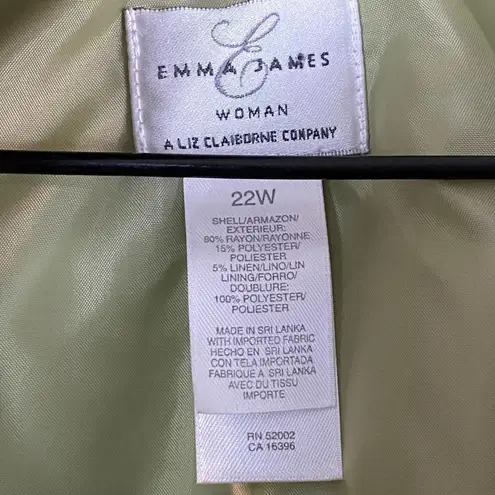 E
EMMA JAMES
WOMAN
A LIZ CLAIBORNE COMPANY
22W
SHELL/ARMAZON/
EXTERIEUR:
80% RAYON/RAYONNE
15% POLYESTER/
POLIESTER
5% LINEN/LINO/LIN
LINING/FORRO/
DOUBLURE:
100% POLYESTER/
POLIESTER
MADE IN SRI LANKA
WITH IMPORTED FABRIC
HECHO EN SRI LANKA
CON TELA IMPORTADA
FABRIQUE A SRI LANKA
AVEC DU TISSU
IMPORTE
RN 52002
CA 16396